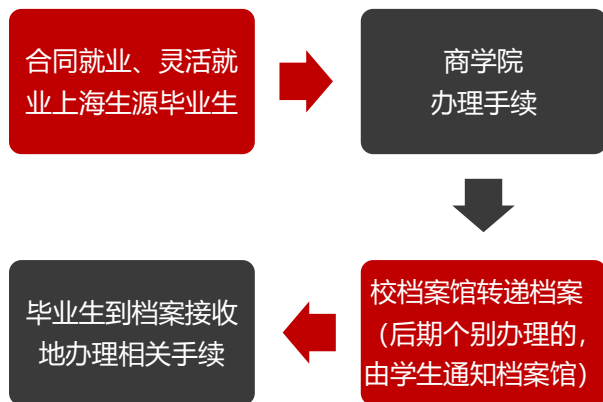 合同就业、灵活就
业上海生源毕业生
商学院
办理手续
校档案馆转递档案
（后期个别办理的，
由学生通知档案馆）
毕业生到档案接收
地办理相关手续